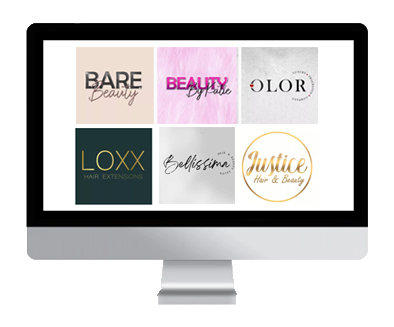 BARE
Beauty
BEAUTY
By Katie
OLOR
LOXX
HAIR EXTENSIONS
Bellissima
Justice
Hair & Beauty